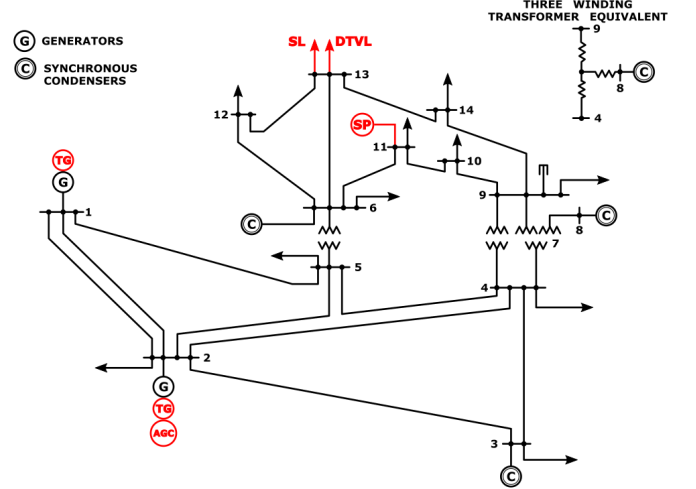 THREE WINDING
TRANSFORMER EQUIVALENT
9
G GENERATORS
SL DTVL
C SYNCHRONOUS
CONDENSERS
C
8
13
4
12
14
SP
11
TG
10
G
9
1
6
C
8
C
7
5
4
2
G
TG
AGC
3
C